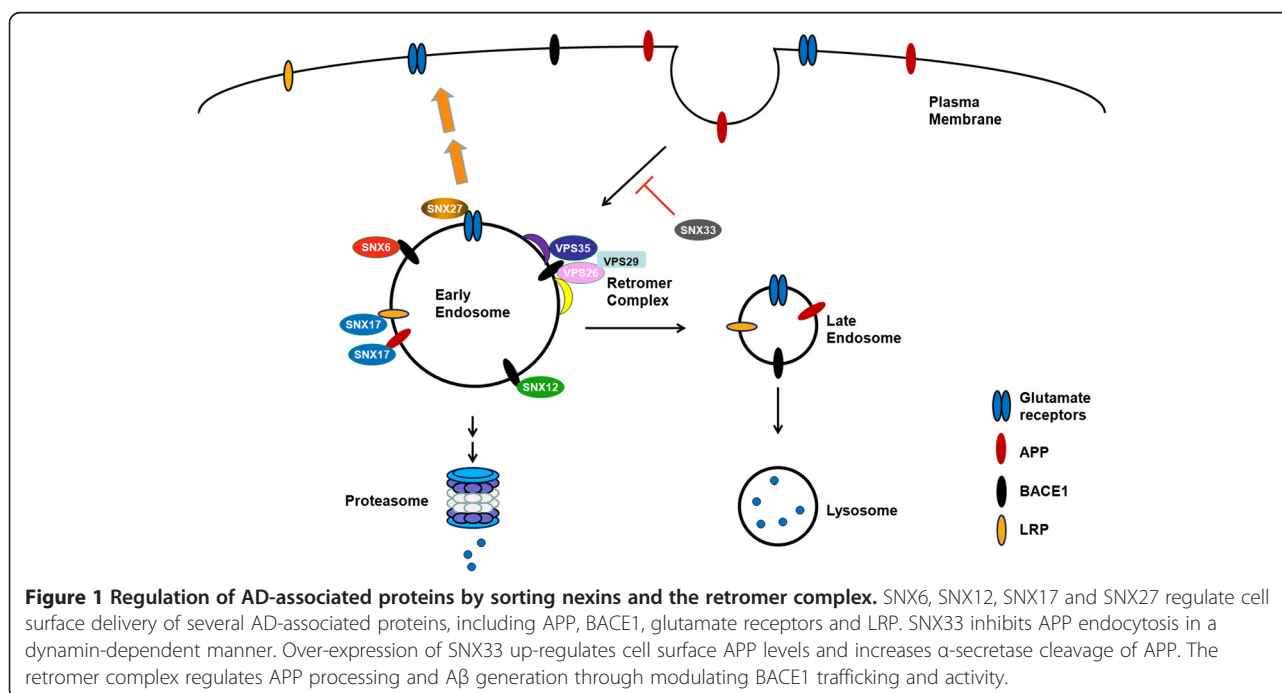 Plasma
Membrane
SNX27
SNX33
SNX6
VPS35
VPS29
VPS26
Retromer
Complex
Early
Endosome
SNX17
SNX17
Late
Endosome
SNX12
Glutamate
receptors
APP
Proteasome
Lysosome
BACE1
LRP
Figure 1 Regulation of AD-associated proteins by sorting nexins and the retromer complex. SNX6, SNX12, SNX17 and SNX27 regulate cell
surface delivery of several AD-associated proteins, including APP, BACE1, glutamate receptors and LRP. SNX33 inhibits APP endocytosis in a
dynamin-dependent manner. Over-expression of SNX33 up-regulates cell surface APP levels and increases α-secretase cleavage of APP. The
retromer complex regulates APP processing and Aβ generation through modulating BACE1 trafficking and activity.